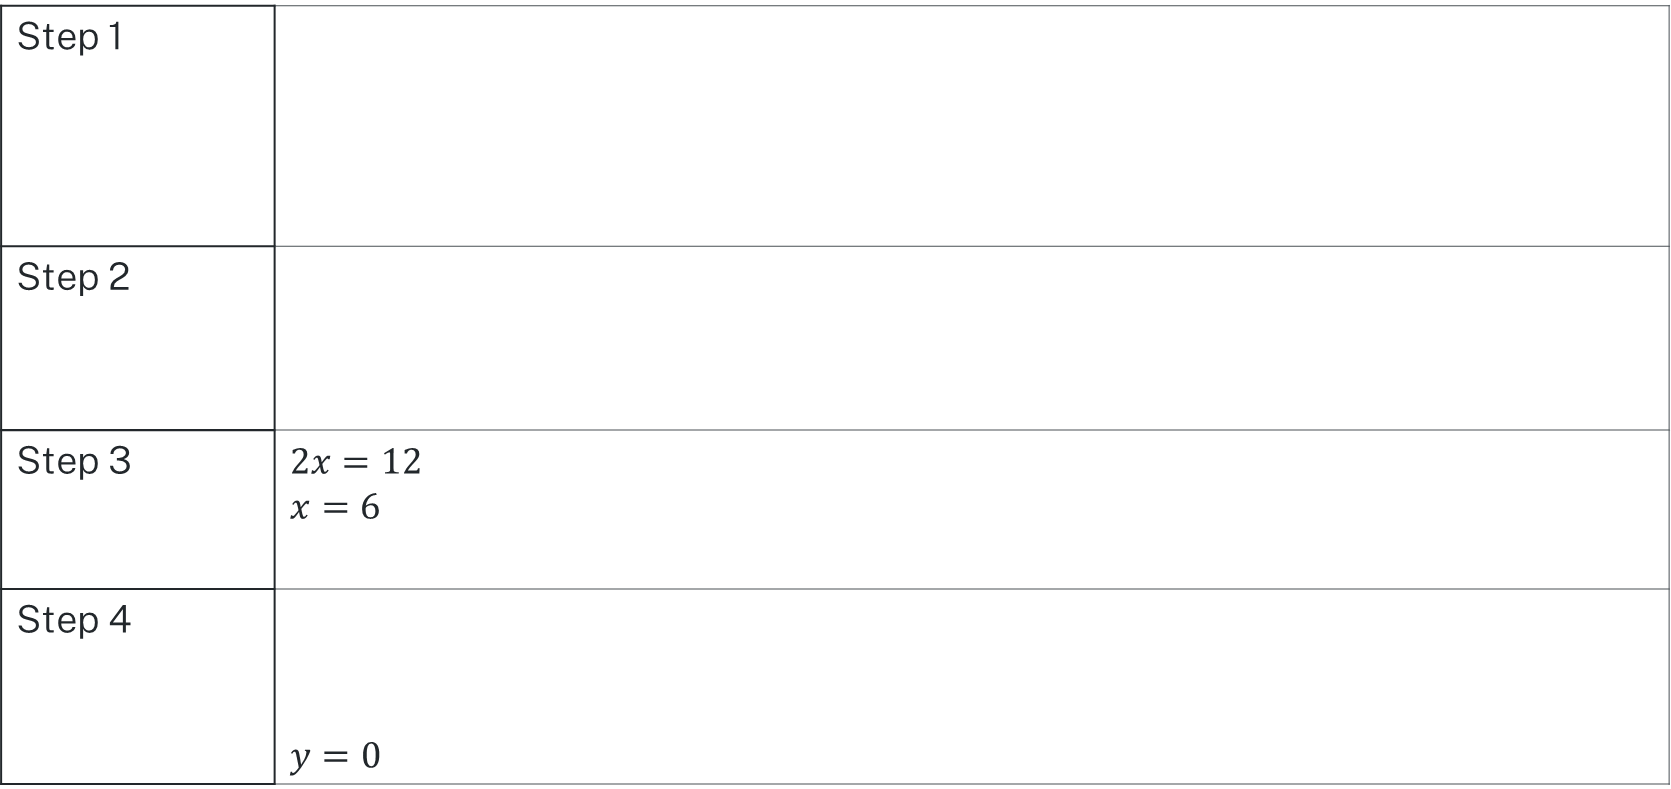 Step 1
Step 2
Step 3
2x = 12
x = 6
Step 4
y = 0